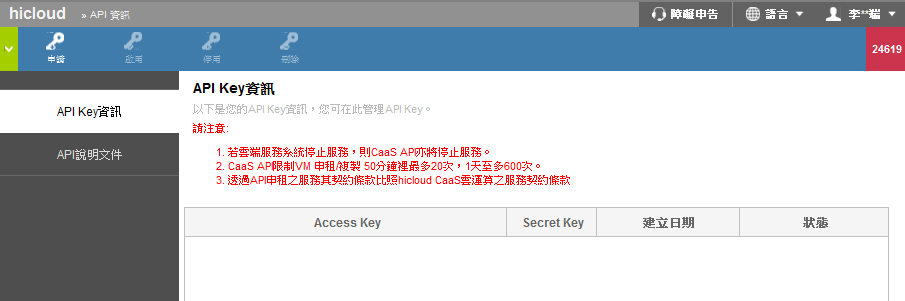 hicloud » API 資訊 障礙申告 語言 李**瑞
申請 啟用 停用 刪除 24619
API Key資訊
API說明文件
API Key資訊
以下是您的API Key資訊，您可在此管理API Key。
請注意:
1. 若雲端服務系統停止服務，則CaaS API亦將停止服務。
2. CaaS API限制VM 申租/複製 50分鐘裡最多20次，1天至多600次。
3. 透過API申租之服務其契約條款比照hicloud CaaS雲運算之服務契約條款
Access Key Secret Key 建立日期 狀態